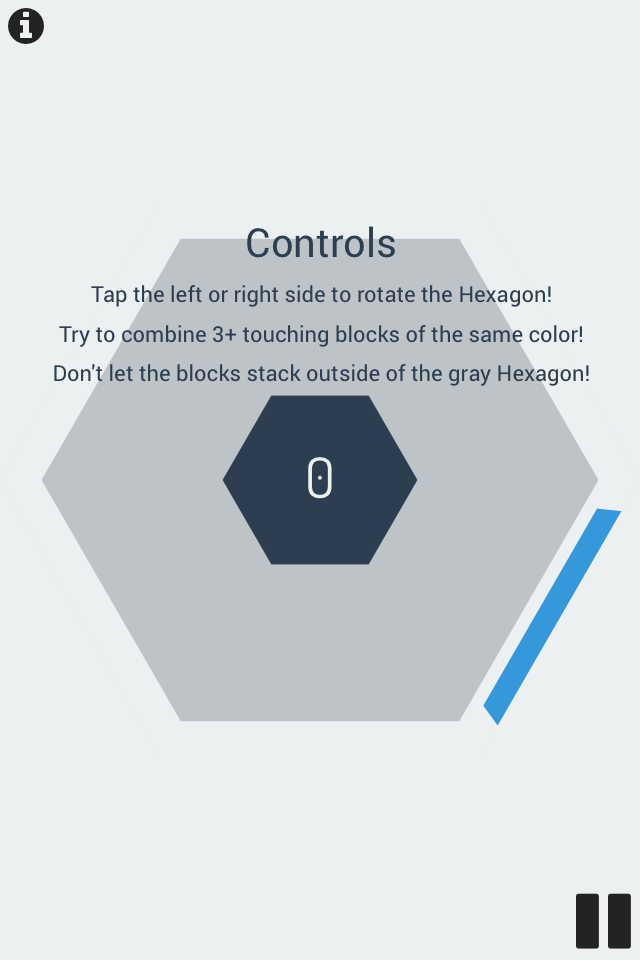 Controls
Tap the left or right side to rotate the Hexagon!
Try to combine 3+ touching blocks of the same color!
Don't let the blocks stack outside of the gray Hexagon!
0